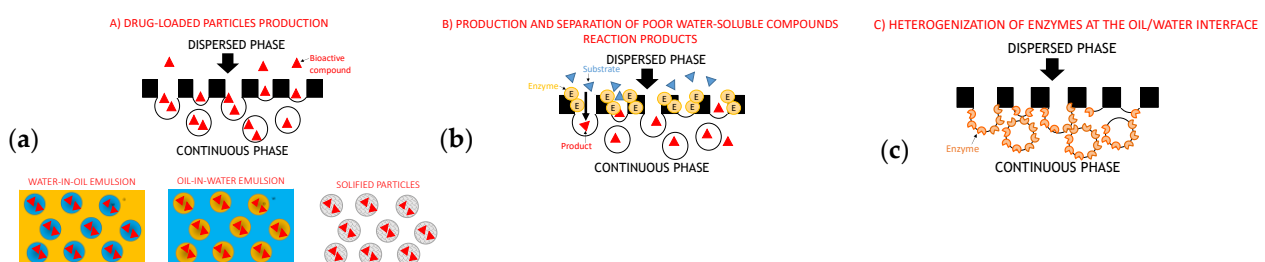 A) DRUG-LOADED PARTICLES PRODUCTION
DISPERSED PHASE
Bioactive
compound
(a)
CONTINUOUS PHASE
WATER-IN-OIL EMULSION
OIL-IN-WATER EMULSION
SOLIFIED PARTICLES
B) PRODUCTION AND SEPARATION OF POOR WATER-SOLUBLE COMPOUNDS
REACTION PRODUCTS
DISPERSED PHASE
Substrate
Enzyme
E E E E E E
E E E E E
(b)
Product
CONTINUOUS PHASE
C) HETEROGENIZATION OF ENZYMES AT THE OIL/WATER INTERFACE
DISPERSED PHASE
(c)
Enzyme
CONTINUOUS PHASE